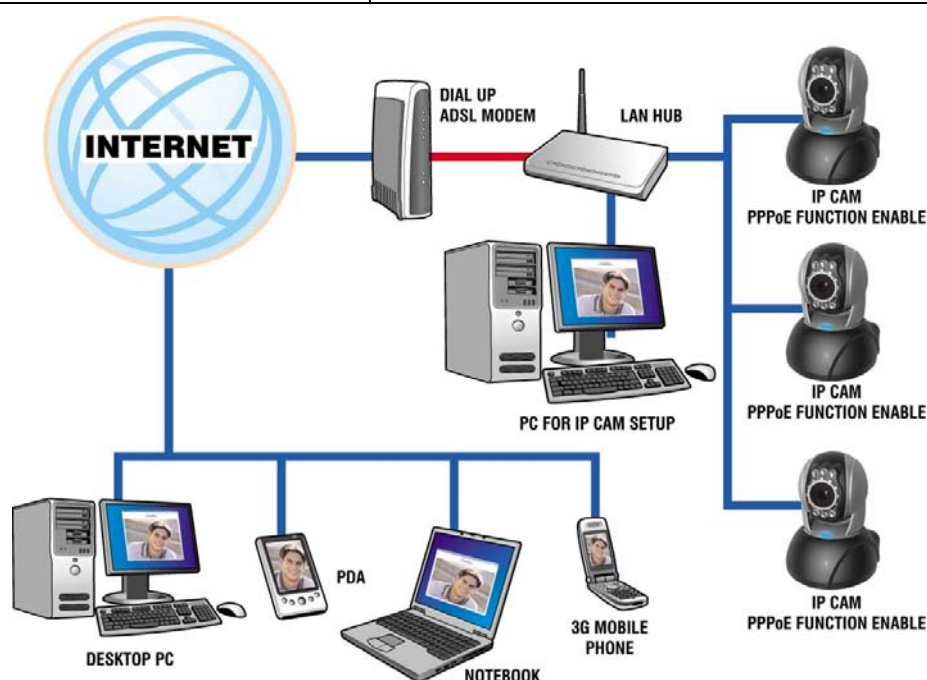 INTERNET
DIAL UP
ADSL MODEM
LAN HUB
IP CAM
PPPoE FUNCTION ENABLE
IP CAM
PPPoE FUNCTION ENABLE
PC FOR IP CAM SETUP
IP CAM
PPPoE FUNCTION ENABLE
DESKTOP PC
PDA
NOTEBOOK
3G MOBILE
PHONE